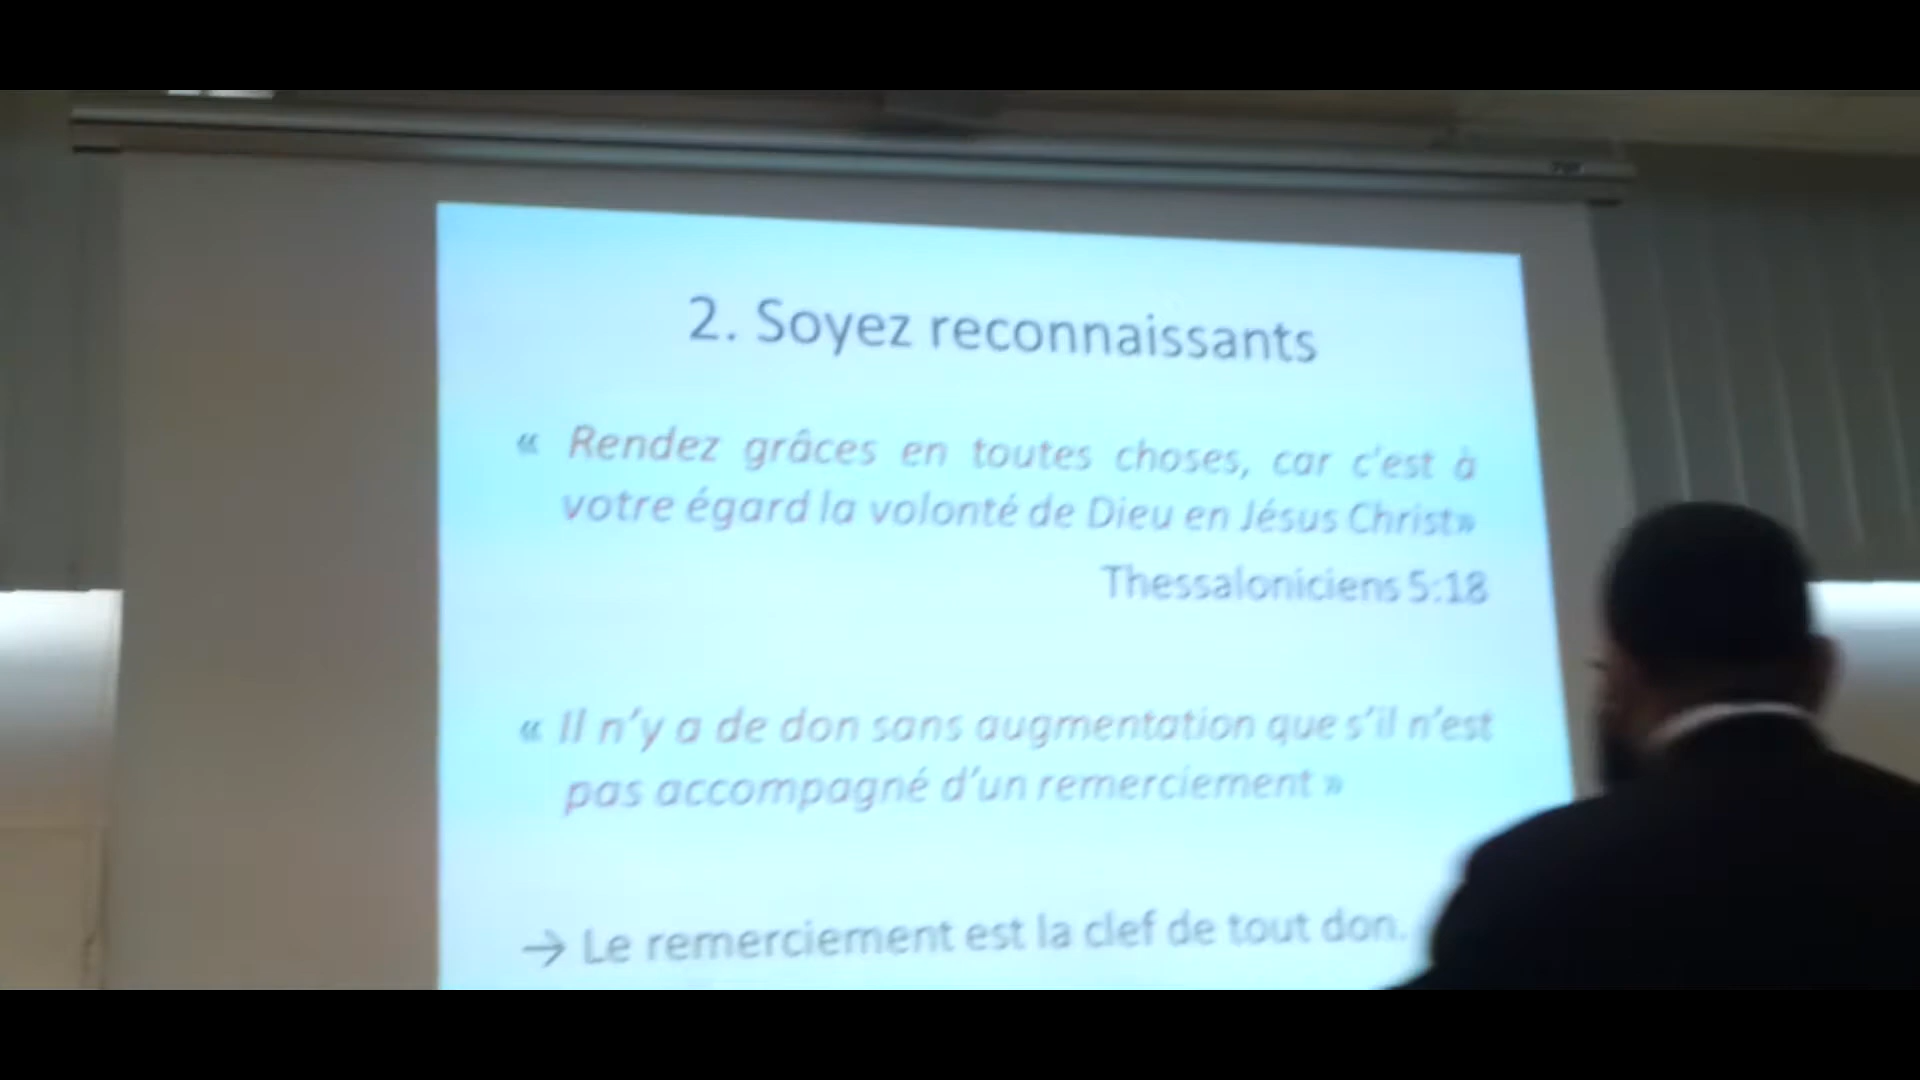 2. Soyez reconnaissants
« Rendez grâces en toutes choses, car c'est à
votre égard la volonté de Dieu en Jésus Christ»
Thessaloniciens 5:18
« Il n'y a de don sans augmentation que s'il n'est
pas accompagné d'un remerciement »
→ Le remerciement est la clef de tout don.